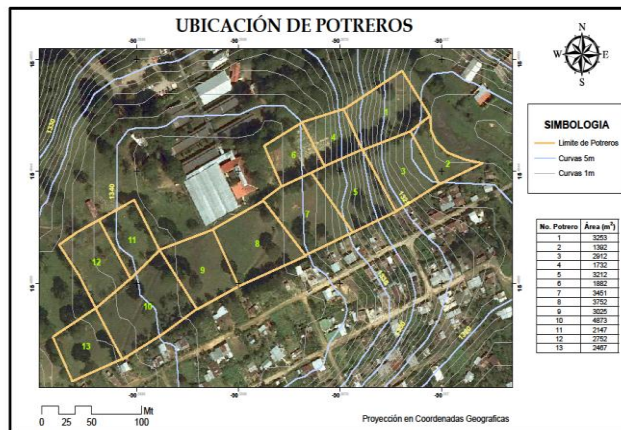 UBICACIÓN DE POTREROS
N
W E
S
SIMBOLOGIA
Limite de Potreros
Curvas 5m
Curvas 1m
No. Potrero Área (m²)
1 3253
2 1392
3 2912
4 1732
5 3212
6 1882
7 3451
8 3752
9 3025
10 4873
11 2147
12 2752
13 2467
1330
1340
1
2
3
4
5
6
7
8
9
10
11
12
13
0 25 50 100
Mt
Proyección en Coordenadas Geograficas